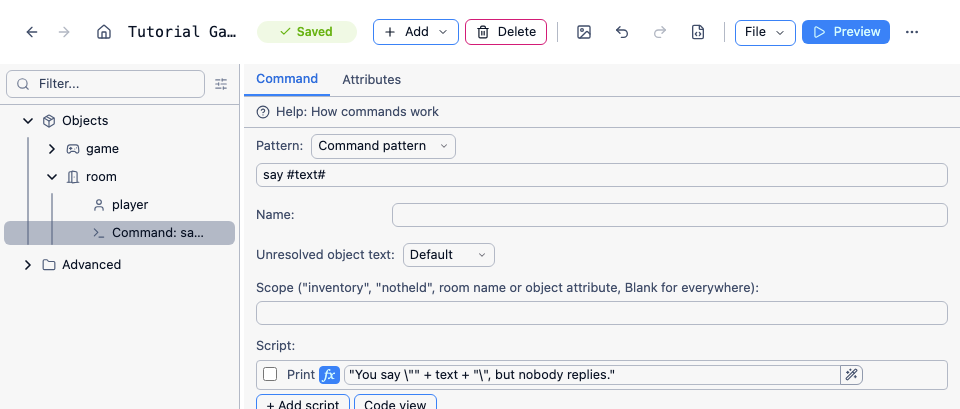 Tutorial Ga…
Saved
Add
Delete
File
Preview
Filter...
Objects
game
room
player
Command: sa...
Advanced
Command
Attributes
Help: How commands work
Pattern:
Command pattern
say #text#
Name:
Unresolved object text:
Default
Scope ("inventory", "notheld", room name or object attribute, Blank for everywhere):
Script:
Print fx "You say \"" + text + "\", but nobody replies."
+ Add script
Code view